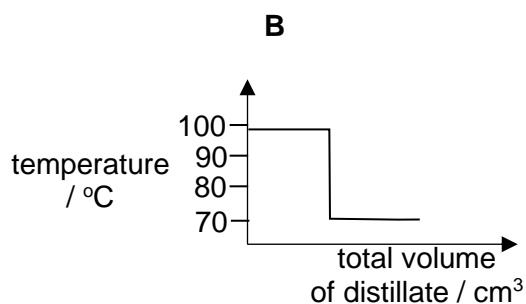 B
100
90
80
70
temperature
/ °C
total volume
of distillate / cm³